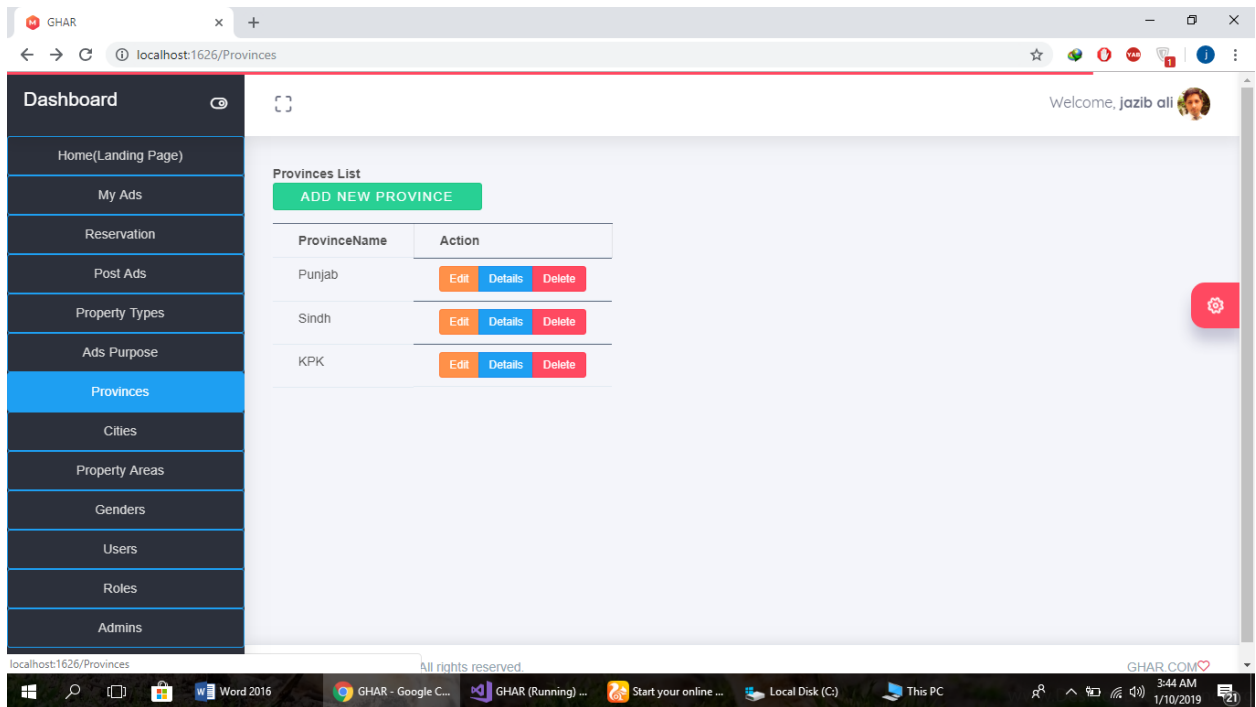 GHAR
localhost:1626/Provinces
YAB
1
j
Dashboard
Welcome, jazib ali
Home(Landing Page)
My Ads
Reservation
Post Ads
Property Types
Ads Purpose
Provinces
Cities
Property Areas
Genders
Users
Roles
Admins
Provinces List
ADD NEW PROVINCE
ProvinceName Action
Punjab Edit Details Delete
Sindh Edit Details Delete
KPK Edit Details Delete
localhost:1626/Provinces
All rights reserved.
GHAR.COM
Word 2016
GHAR - Google C...
GHAR (Running) ...
Start your online ...
Local Disk (C:)
This PC
3:44 AM
1/10/2019
21